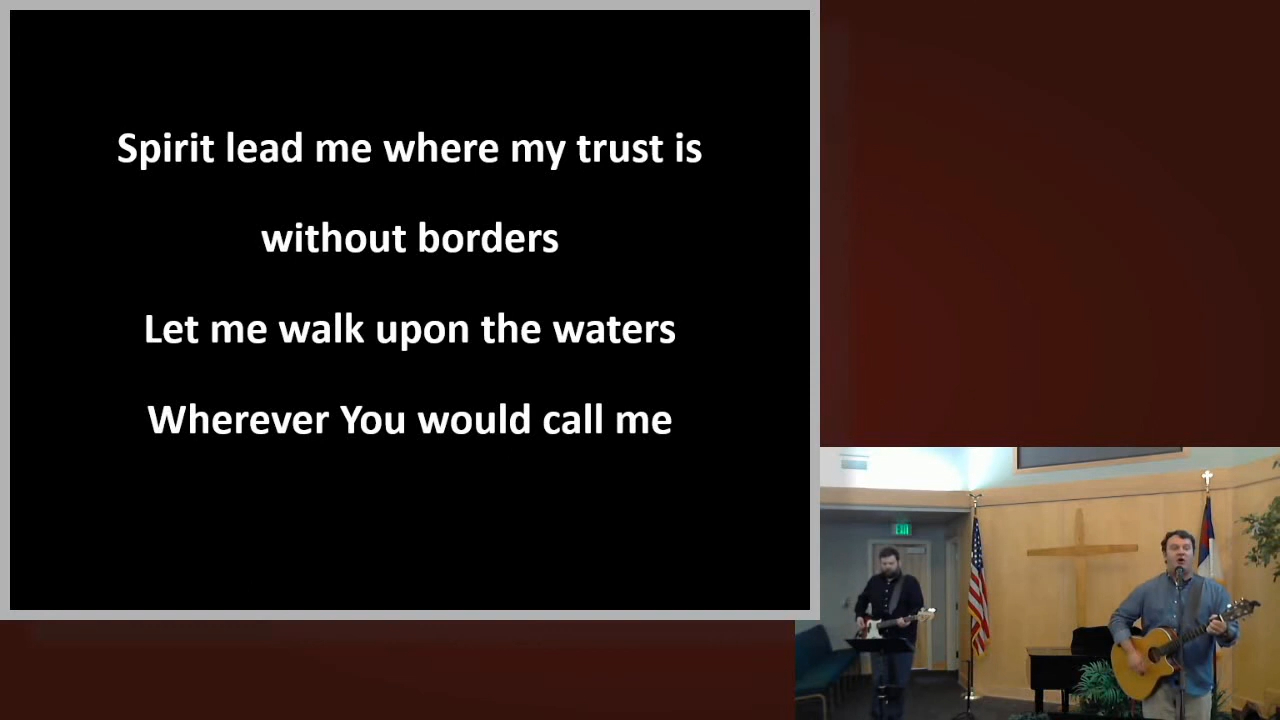 Spirit lead me where my trust is
without borders
Let me walk upon the waters
Wherever You would call me
EXIT